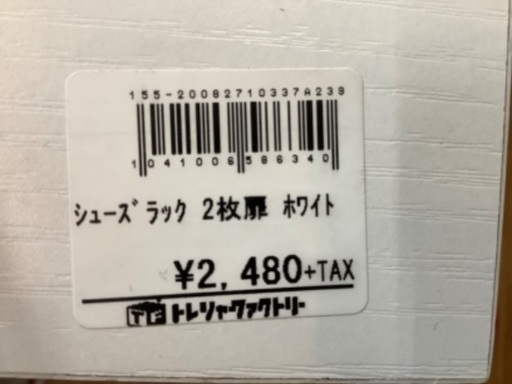 155-20082710337A239
1041006586340
シューズラック 2枚扉 ホワイト
¥2,480+TAX
TF トレジャーファクトリー